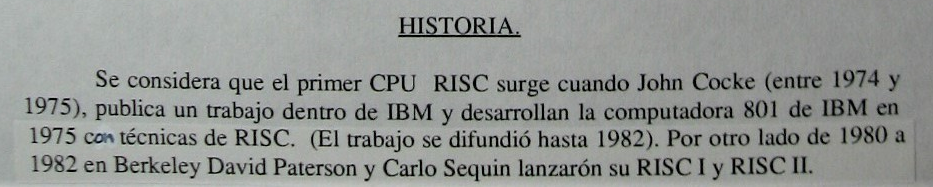 HISTORIA.
Se considera que el primer CPU RISC surge cuando John Cocke (entre 1974 y
1975), publica un trabajo dentro de IBM y desarrollan la computadora 801 de IBM en
1975 con técnicas de RISC. (El trabajo se difundió hasta 1982). Por otro lado de 1980 a
1982 en Berkeley David Paterson y Carlo Sequin lanzarón su RISC I y RISC II.